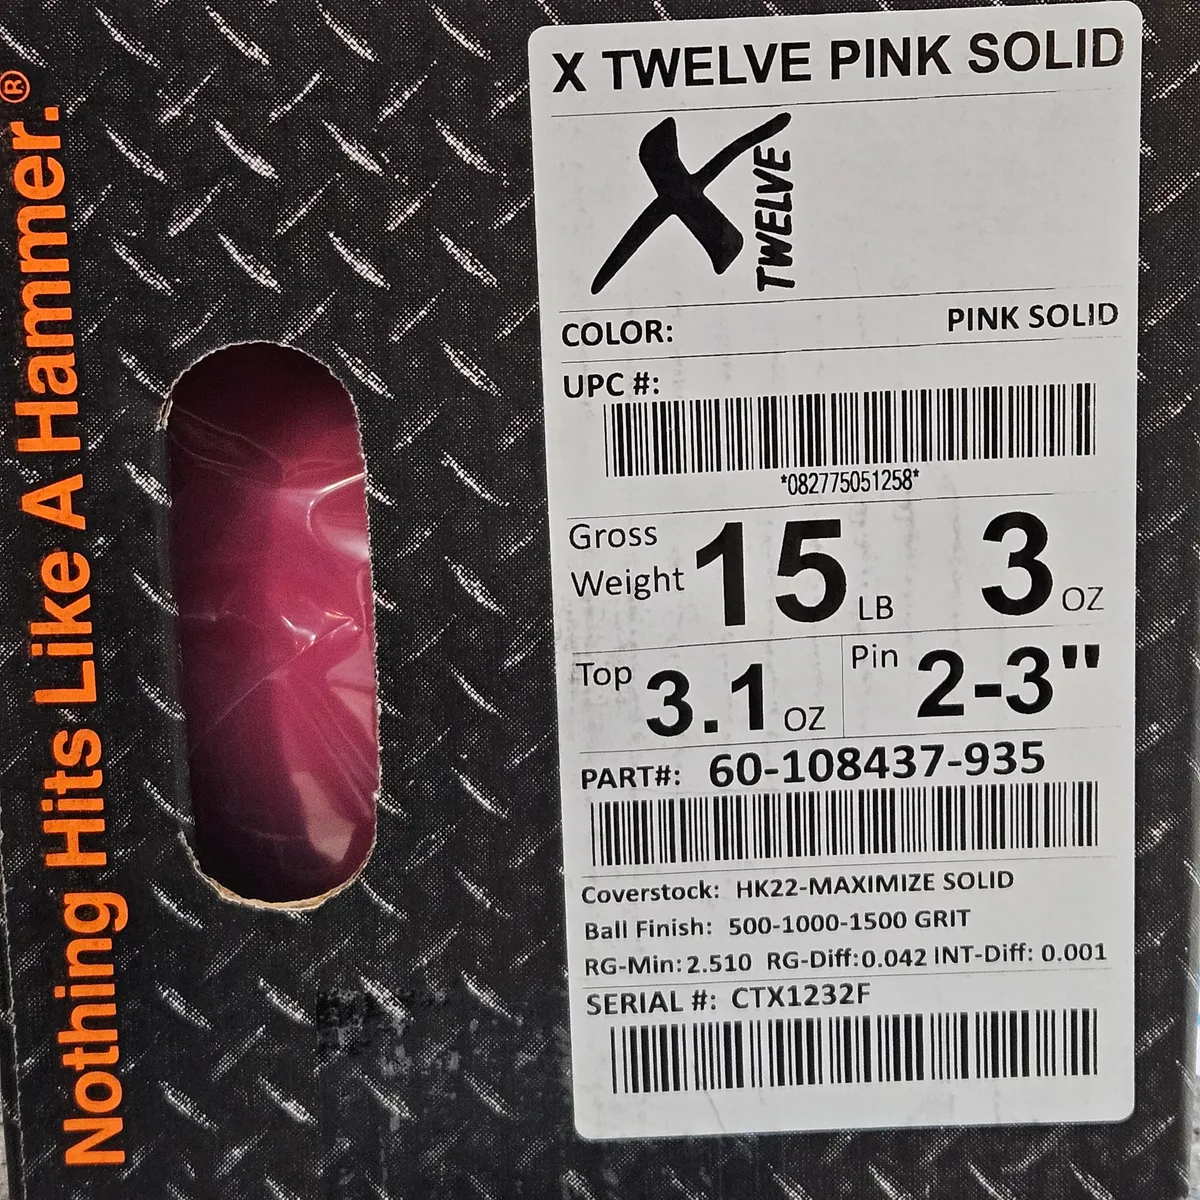 Nothing Hits Like A Hammer.®
X TWELVE PINK SOLID
X TWELVE
COLOR: PINK SOLID
UPC #:
*082775051258*
Gross Weight 15 LB 3 OZ
Top 3.1 OZ Pin 2-3"
PART#: 60-108437-935
Coverstock: HK22-MAXIMIZE SOLID
Ball Finish: 500-1000-1500 GRIT
RG-Min:2.510 RG-Diff:0.042 INT-Diff: 0.001
SERIAL #: CTX1232F